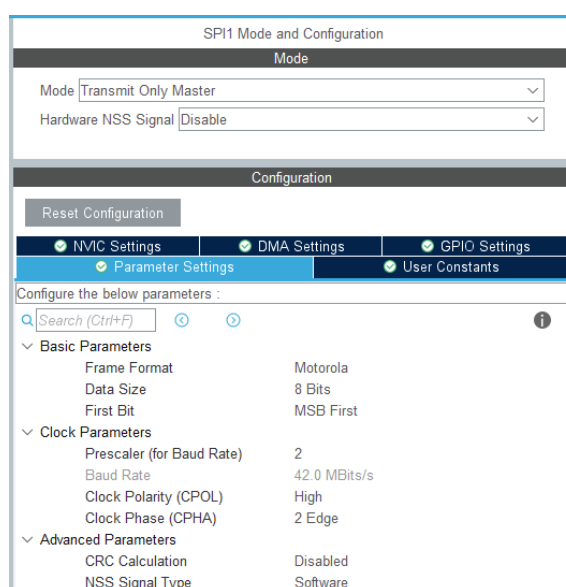 SPI1 Mode and Configuration
Mode
Mode Transmit Only Master
Hardware NSS Signal Disable
Configuration
Reset Configuration
NVIC Settings DMA Settings GPIO Settings
Parameter Settings User Constants
Configure the below parameters :
Search (Ctrl+F)
Basic Parameters
Frame Format Motorola
Data Size 8 Bits
First Bit MSB First
Clock Parameters
Prescaler (for Baud Rate) 2
Baud Rate 42.0 MBits/s
Clock Polarity (CPOL) High
Clock Phase (CPHA) 2 Edge
Advanced Parameters
CRC Calculation Disabled
NSS Signal Type Software